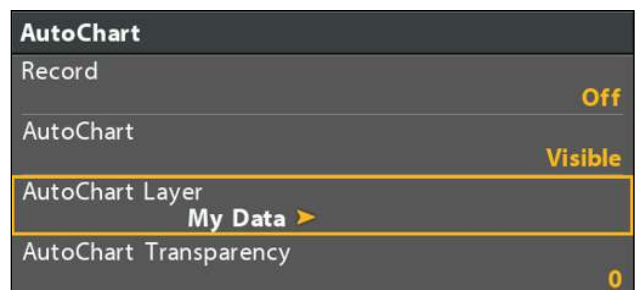 AutoChart
Record
Off
AutoChart
Visible
AutoChart Layer
My Data ➤
AutoChart Transparency
0